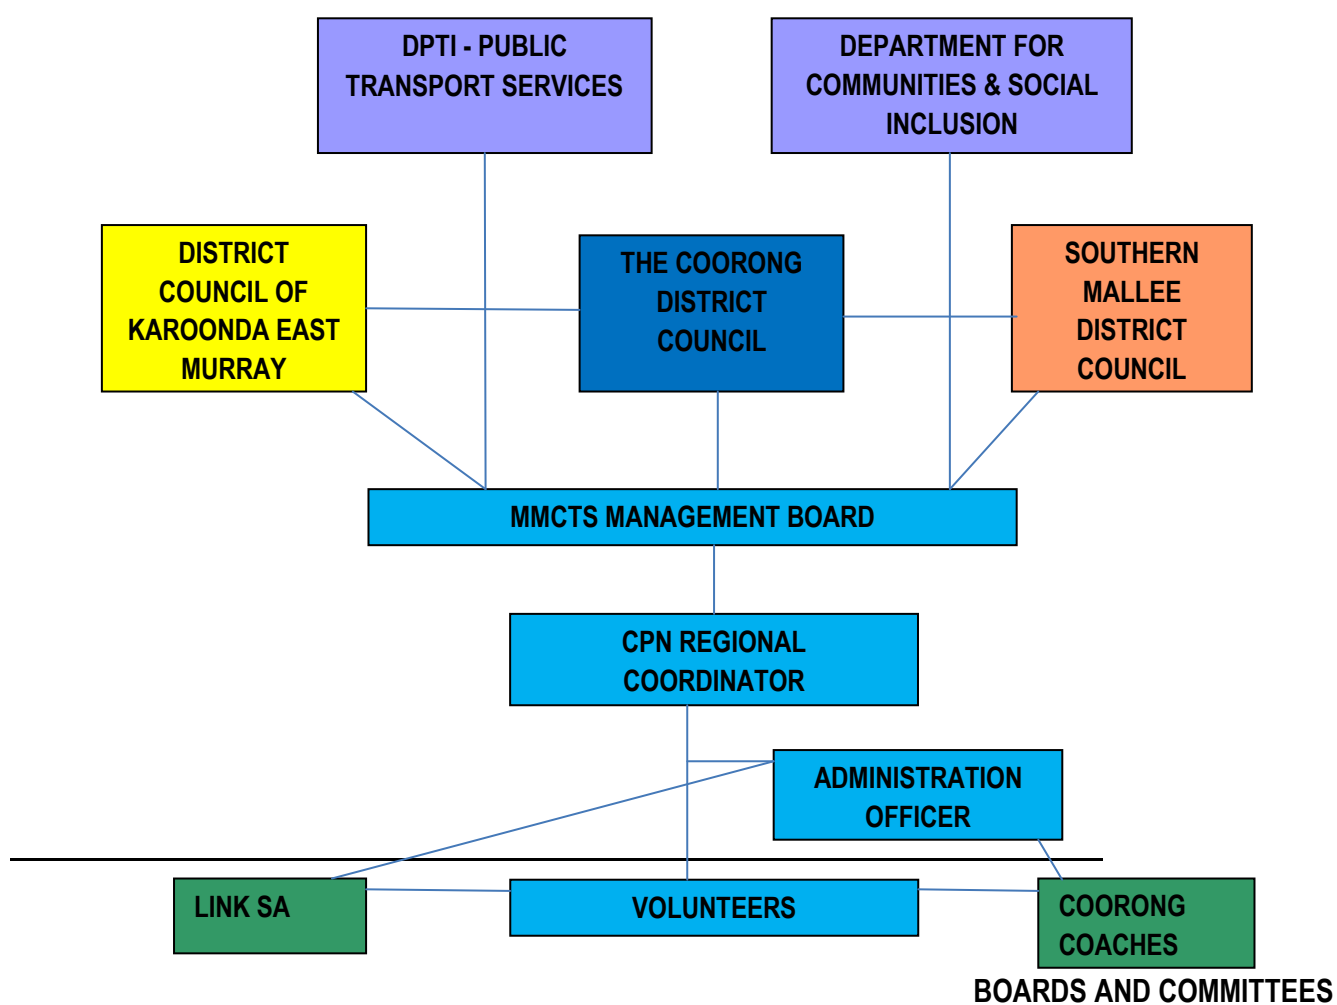 DPTI - PUBLIC
TRANSPORT SERVICES
DEPARTMENT FOR
COMMUNITIES & SOCIAL
INCLUSION
DISTRICT
COUNCIL OF
KAROONDA EAST
MURRAY
THE COORONG
DISTRICT
COUNCIL
SOUTHERN
MALLEE
DISTRICT
COUNCIL
MMCTS MANAGEMENT BOARD
CPN REGIONAL
COORDINATOR
ADMINISTRATION
OFFICER
LINK SA
VOLUNTEERS
COORONG
COACHES
BOARDS AND COMMITTEES